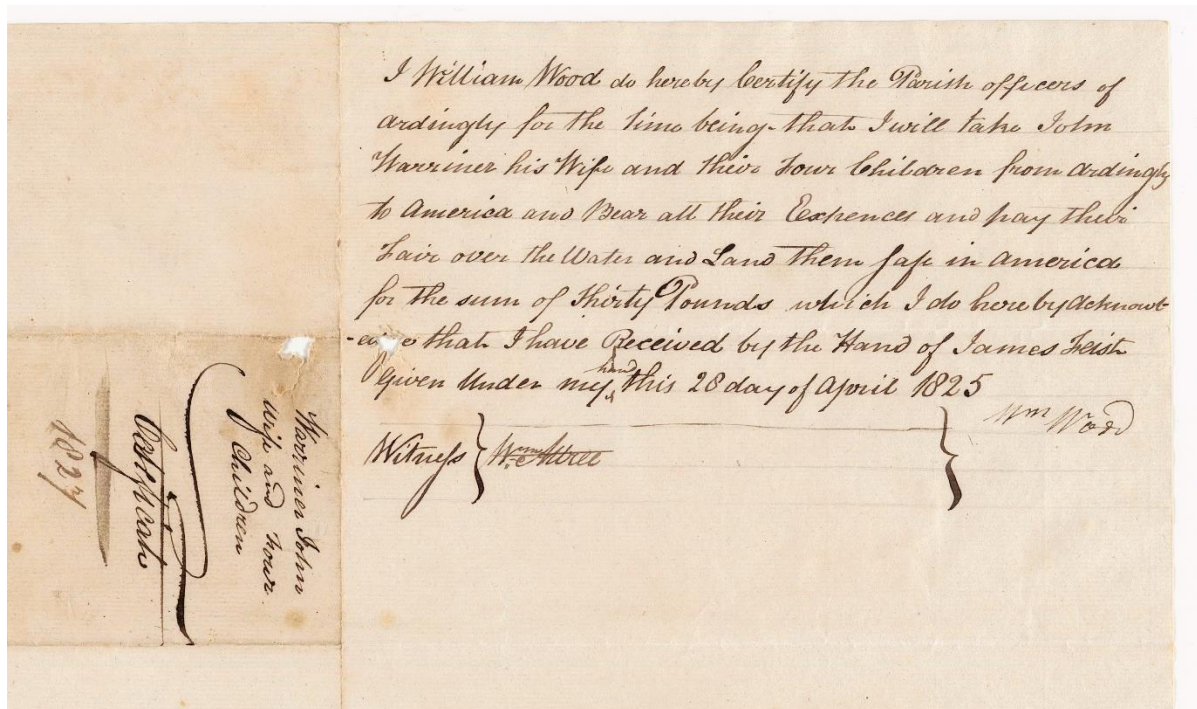 I William Wood do hereby Certify the Parish officers of
ardingly for the time being that I will take John
Warriner his Wife and their Four Children from ardingly
to America and Bear all their Expences and pay their
Fair over the Water and Land them safe in america
for the sum of thirty Pounds which I do hereby acknowl
-edge that I have Received by the Hand of James Feist
Given Under my hand this 28 day of April 1825
Wm Wood
Witness
Warriner John
wife and Four
Children
Certificate
1827